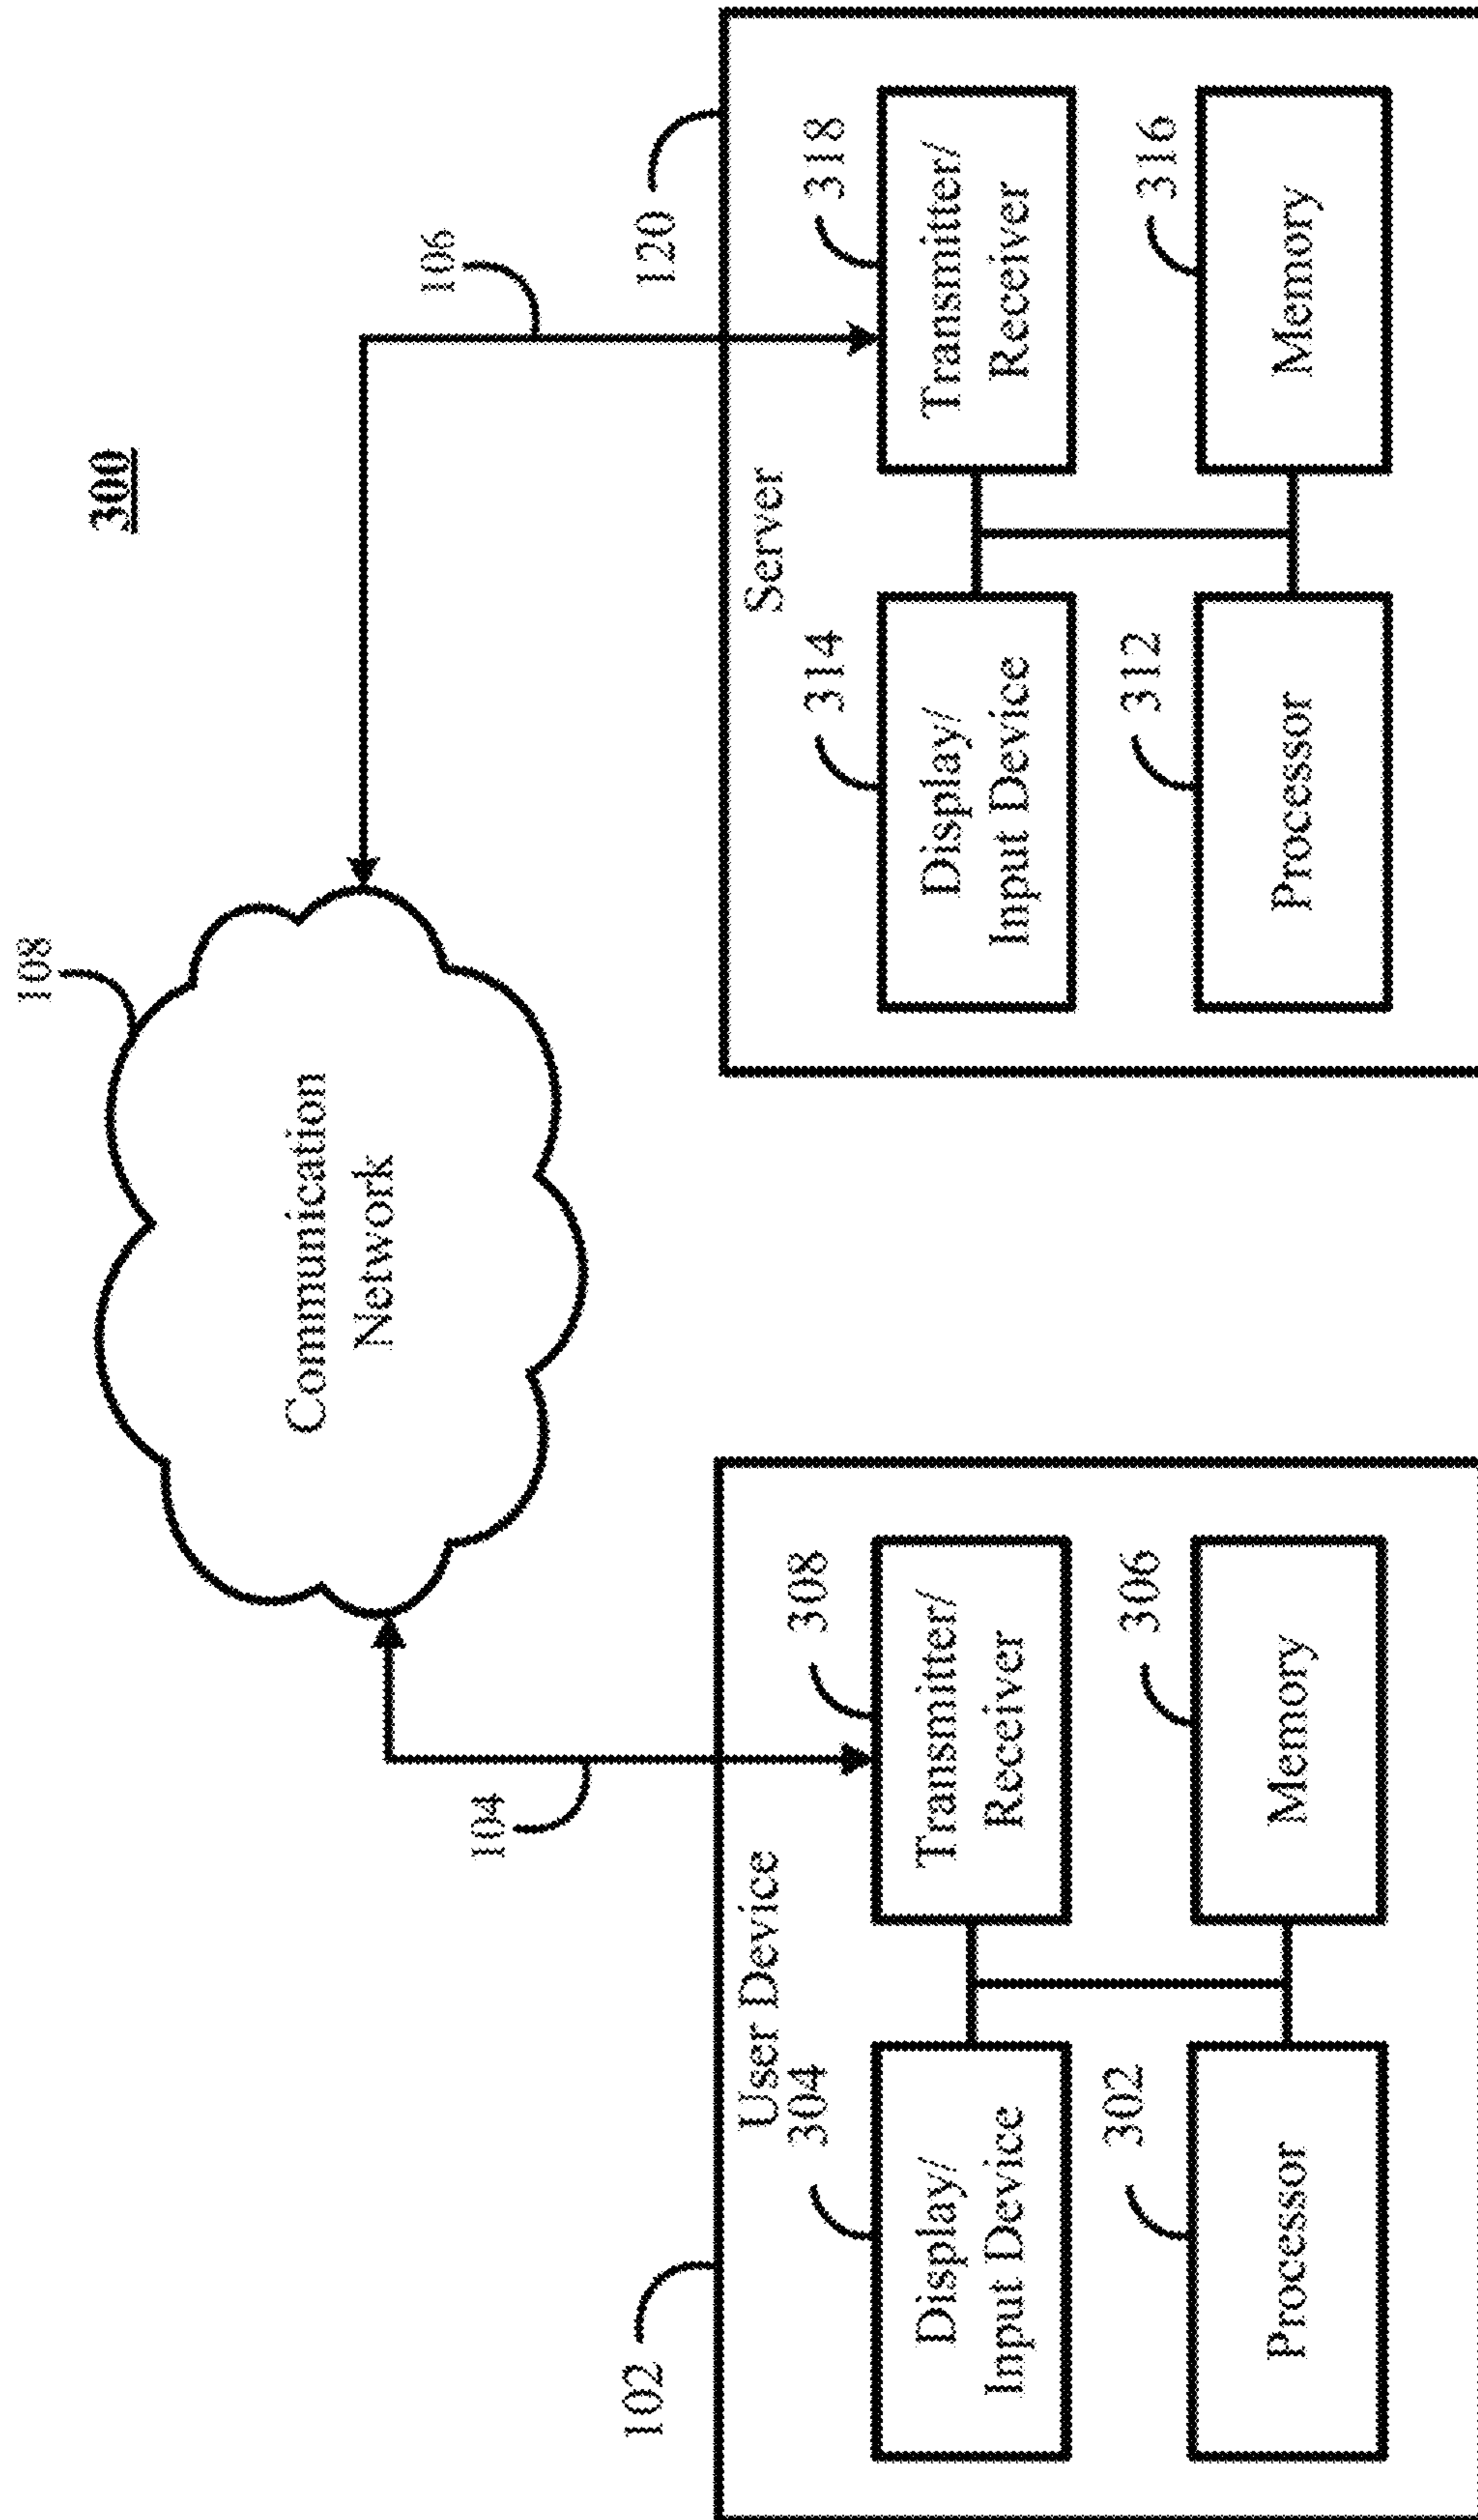 300
108
Communication
Network
106
104
120
102
Server
User Device
314
318
Display/
Input Device
Transmitter/
Receiver
312
316
Processor
Memory
304
308
Display/
Input Device
Transmitter/
Receiver
302
306
Processor
Memory